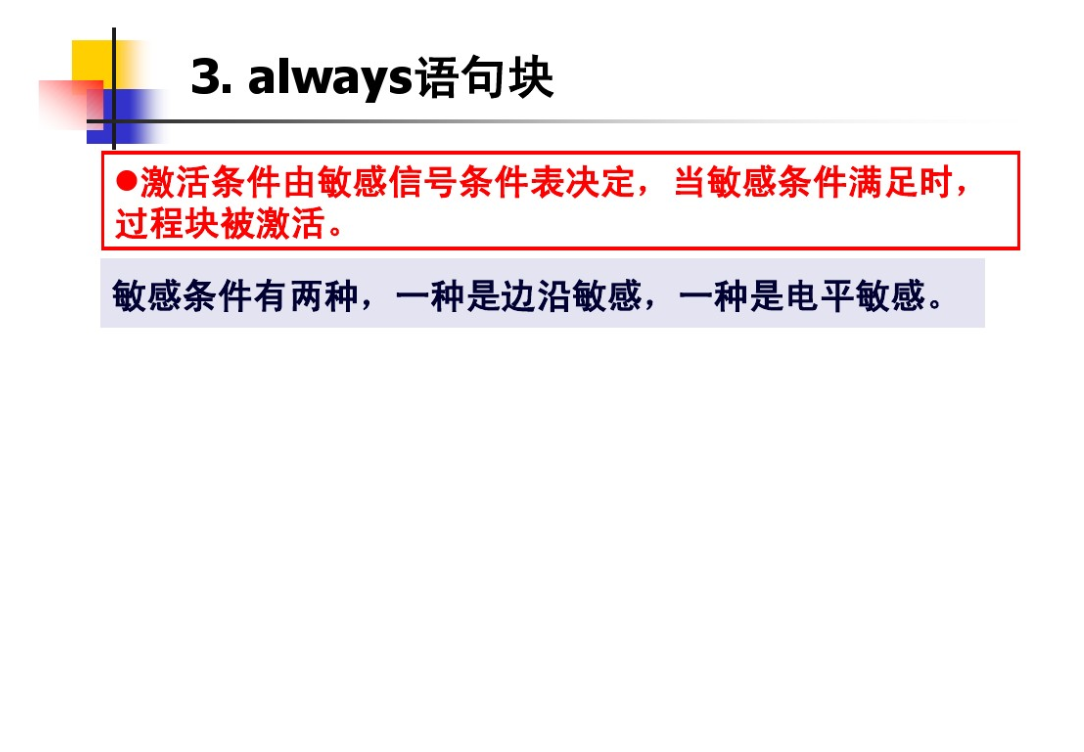 3. always语句块
●激活条件由敏感信号条件表决定，当敏感条件满足时，
过程块被激活。
敏感条件有两种，一种是边沿敏感，一种是电平敏感。